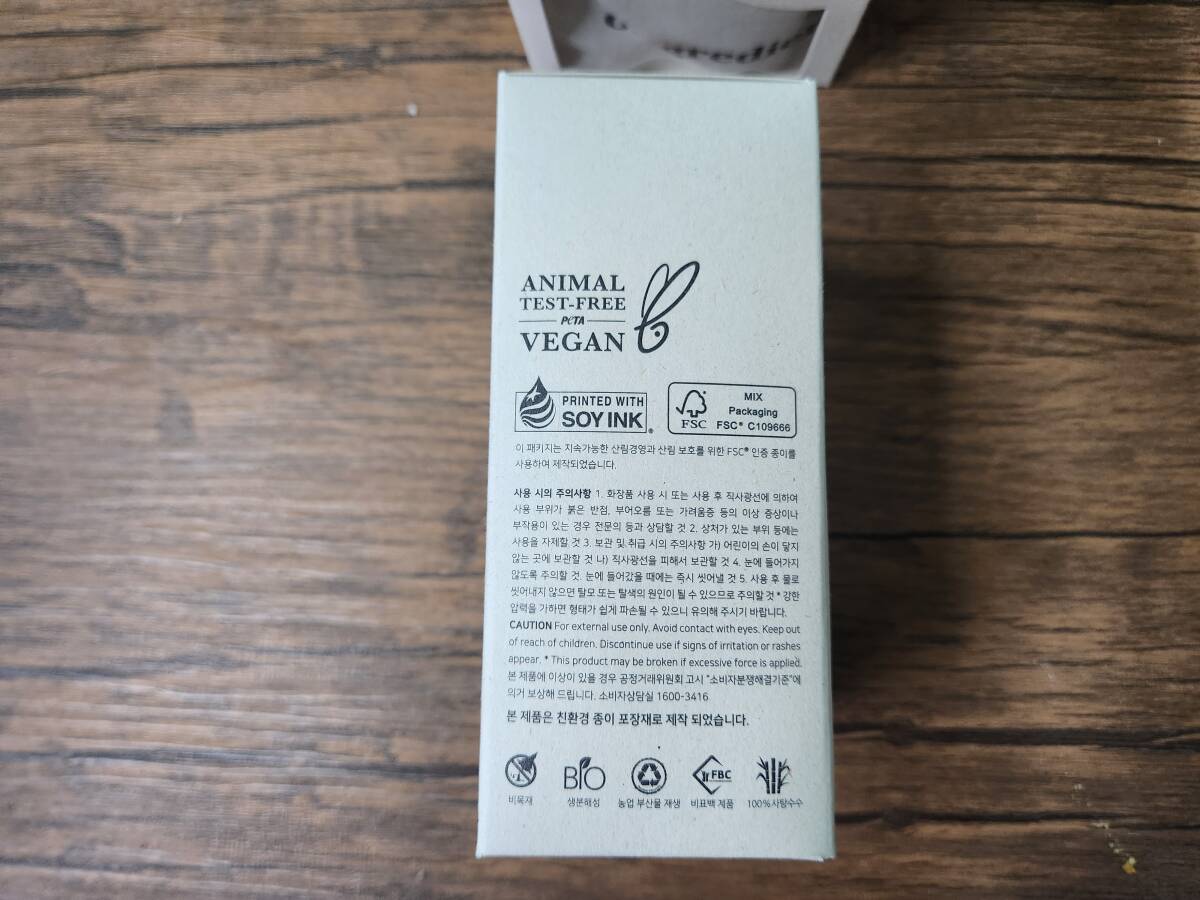 ANIMAL
TEST-FREE
PeTA
VEGAN
PRINTED WITH
SOY INK®
FSC
MIX
Packaging
FSC® C109666
이 패키지는 지속가능한 산림경영과 산림 보호를 위한 FSC® 인증 종이를
사용하여 제작되었습니다.
사용 시의 주의사항 1. 화장품 사용 시 또는 사용 후 직사광선에 의하여
사용 부위가 붉은 반점, 부어오름 또는 가려움증 등의 이상 증상이나
부작용이 있는 경우 전문의 등과 상담할 것 2. 상처가 있는 부위 등에는
사용을 자제할 것 3. 보관 및 취급 시의 주의사항 가) 어린이의 손이 닿지
않는 곳에 보관할 것 나) 직사광선을 피해서 보관할 것 4. 눈에 들어가지
않도록 주의할 것. 눈에 들어갔을 때에는 즉시 씻어낼 것 5. 사용 후 물로
씻어내지 않으면 탈모 또는 탈색의 원인이 될 수 있으므로 주의할 것 * 강한
압력을 가하면 형태가 쉽게 파손될 수 있으니 유의해 주시기 바랍니다.
CAUTION For external use only. Avoid contact with eyes. Keep out
of reach of children. Discontinue use if signs of irritation or rashes
appear. * This product may be broken if excessive force is applied.
본 제품에 이상이 있을 경우 공정거래위원회 고시 "소비자분쟁해결기준"에
의거 보상해 드립니다. 소비자상담실 1600-3416
본 제품은 친환경 종이 포장재로 제작 되었습니다.
BIO
FBC
비목재
생분해성
농업 부산물 재생
비표백 제품
100%사탕수수